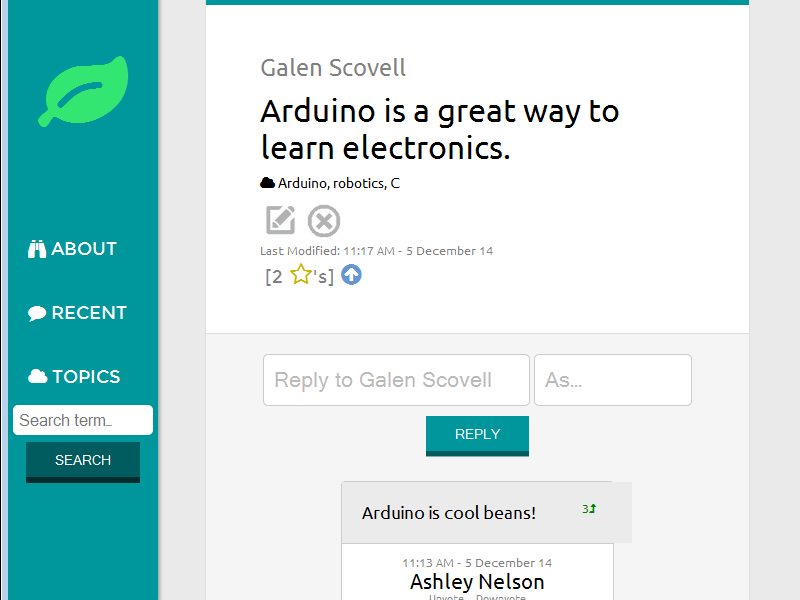 ABOUT
RECENT
TOPICS
Search term..
SEARCH
Galen Scovell
Arduino is a great way to
learn electronics.
Arduino, robotics, C
Last Modified: 11:17 AM - 5 December 14
[2 's]
Reply to Galen Scovell
As...
REPLY
Arduino is cool beans!
3
11:13 AM - 5 December 14
Ashley Nelson
Upvote Downvote